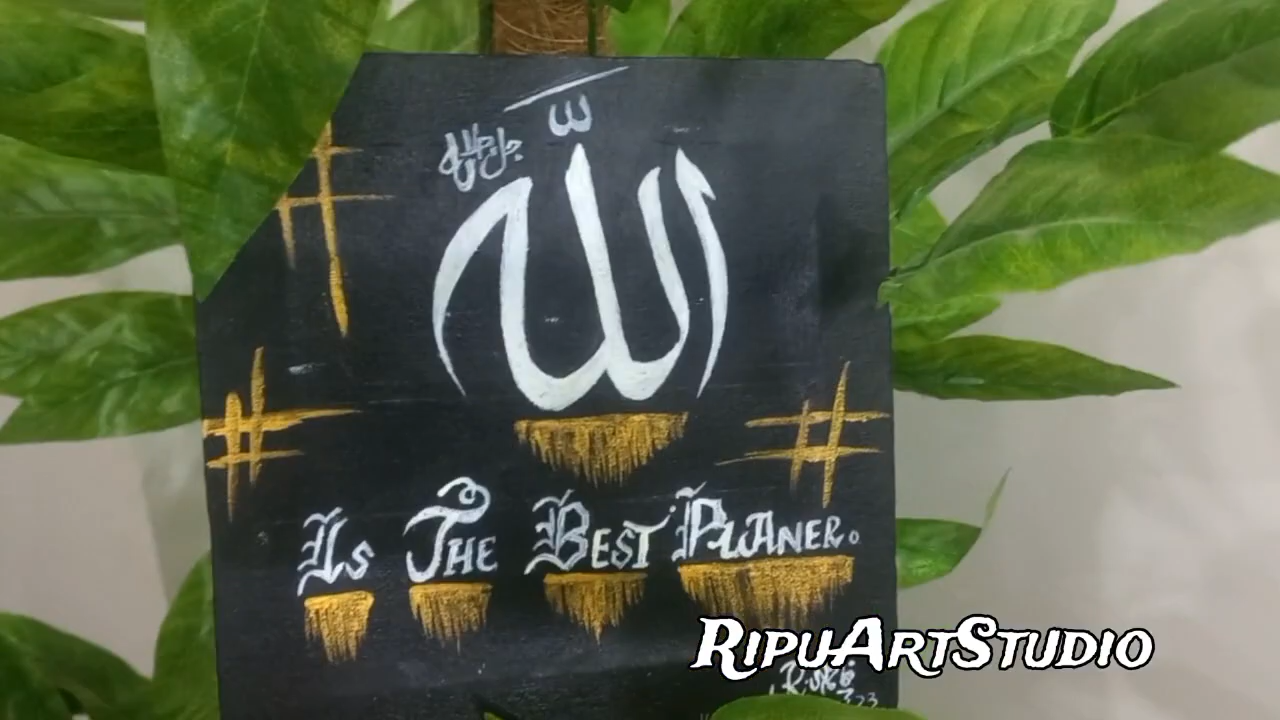 الله
جل جلاله
Is The Best Planer.
RipuArtStudio